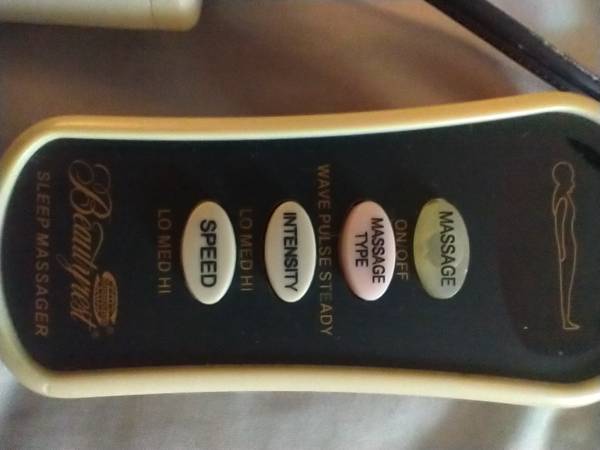 MASSAGE
ON/OFF
MASSAGE
TYPE
WAVE PULSE STEADY
INTENSITY
LO MED HI
SPEED
LO MED HI
Beautyrest®
SLEEP MASSAGER